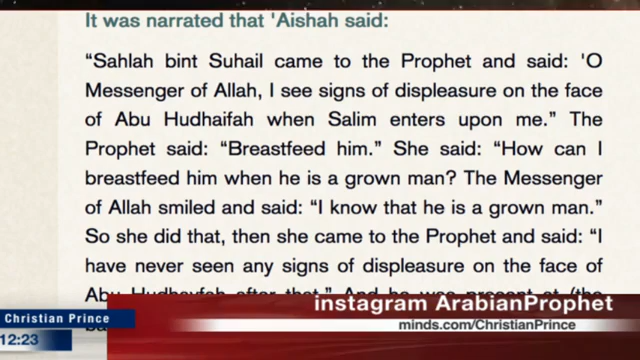 It was narrated that 'Aishah said:
“Sahlah bint Suhail came to the Prophet and said: 'O
Messenger of Allah, I see signs of displeasure on the face
of Abu Hudhaifah when Salim enters upon me.” The
Prophet said: “Breastfeed him.” She said: “How can I
breastfeed him when he is a grown man? The Messenger
of Allah smiled and said: “I know that he is a grown man.”
So she did that, then she came to the Prophet and said: “I
have never seen any signs of displeasure on the face of
Abu
instagram ArabianProphet
Christian Prince
minds.com/ChristianPrince
12:23